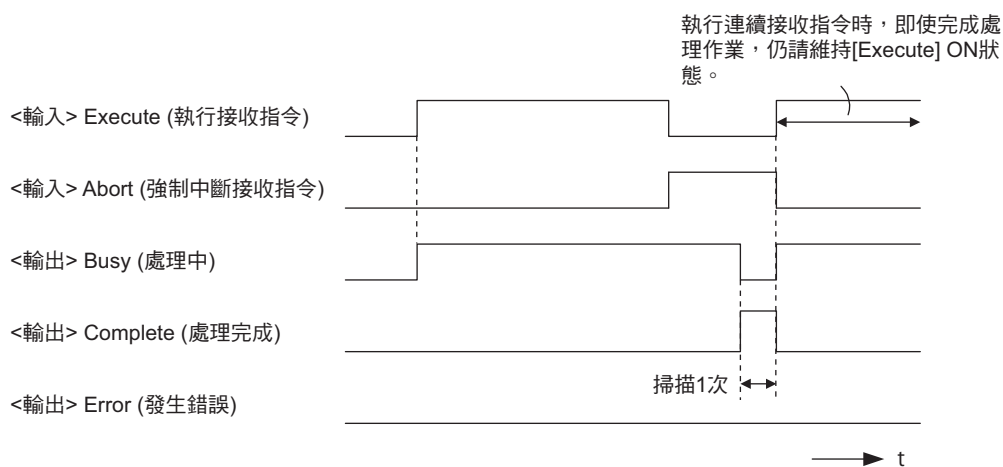 執行連續接收指令時，即使完成處
理作業，仍請維持[Execute] ON狀
態。
<輸入> Execute (執行接收指令)
<輸入> Abort (強制中斷接收指令)
<輸出> Busy (處理中)
<輸出> Complete (處理完成)
掃描1次
<輸出> Error (發生錯誤)
t